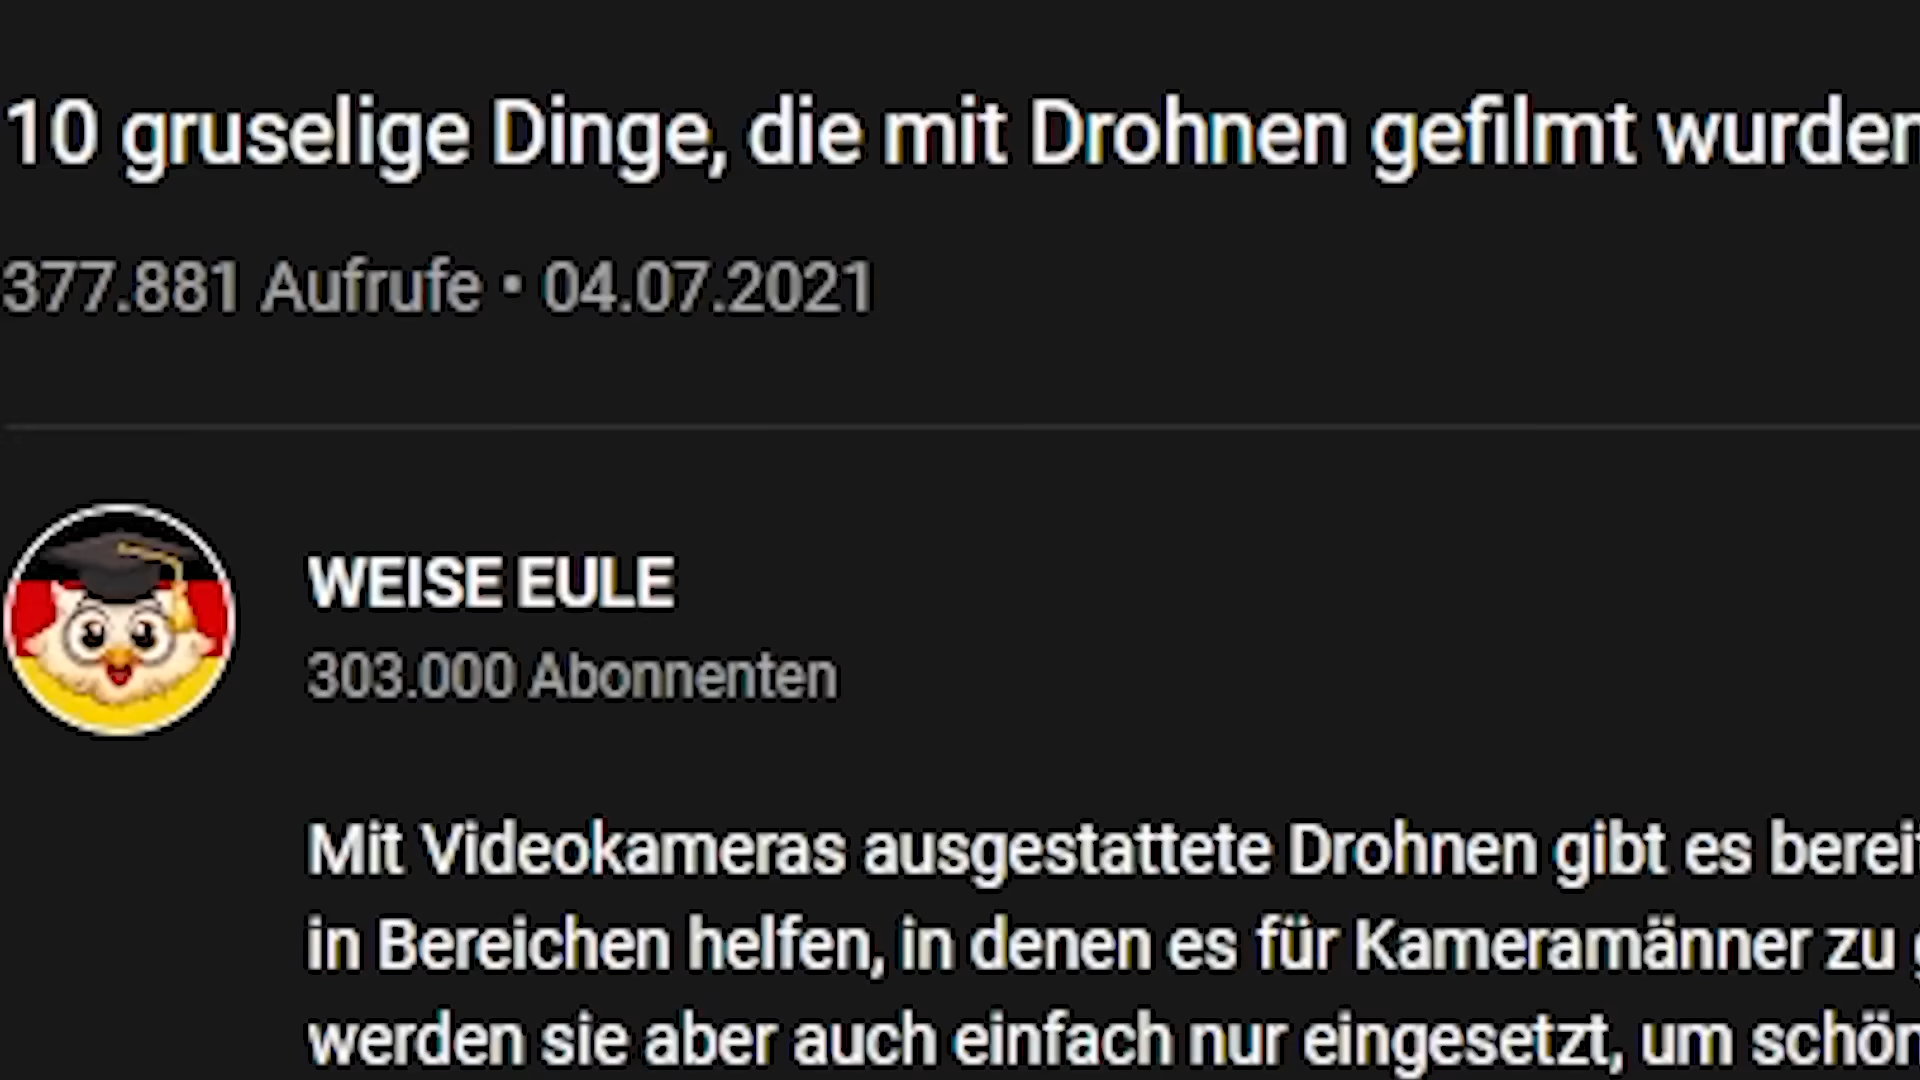 10 gruselige Dinge, die mit Drohnen gefilmt wurden
377.881 Aufrufe • 04.07.2021
WEISE EULE
303.000 Abonnenten
Mit Videokameras ausgestattete Drohnen gibt es
in Bereichen helfen, in denen es für Kameramänner zu
werden sie aber auch einfach nur eingesetzt, um